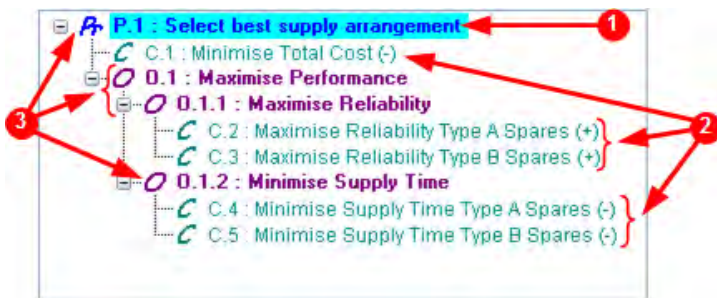 P.1 : Select best supply arrangement 1
C.1 : Minimise Total Cost (-)
O.1 : Maximise Performance
O.1.1 : Maximise Reliability
3 C.2 : Maximise Reliability Type A Spares (+) 2
C.3 : Maximise Reliability Type B Spares (+)
O.1.2 : Minimise Supply Time
C.4 : Minimise Supply Time Type A Spares (-)
C.5 : Minimise Supply Time Type B Spares (-)